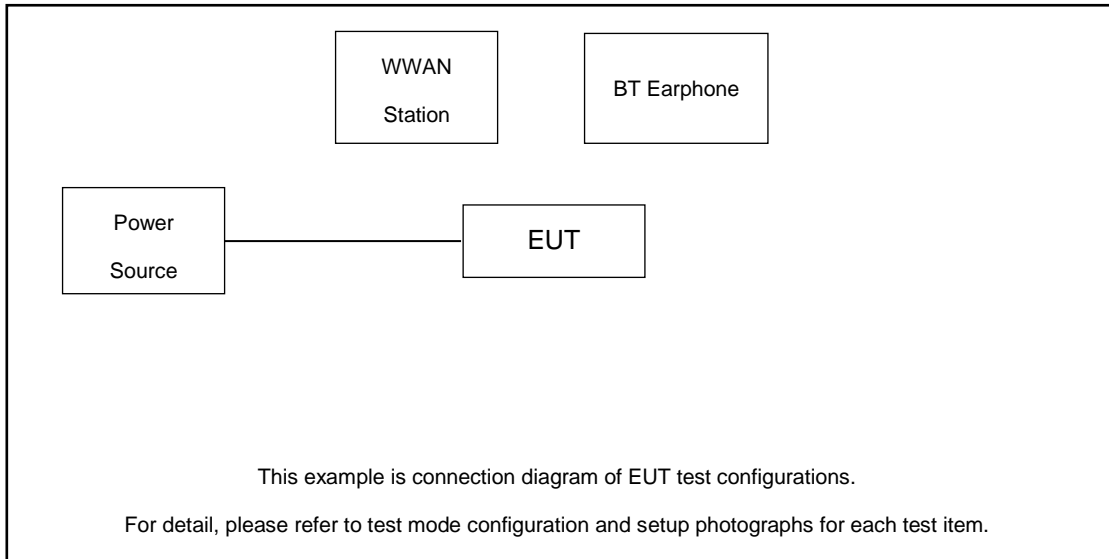 WWAN
Station
BT Earphone
Power
Source
EUT
This example is connection diagram of EUT test configurations.
For detail, please refer to test mode configuration and setup photographs for each test item.